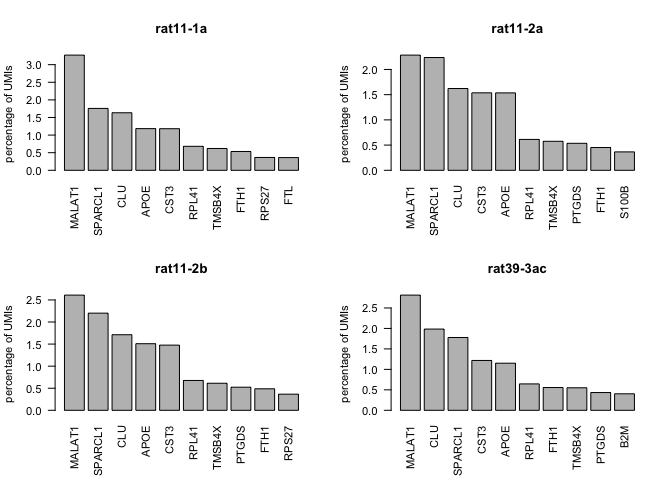 rat11-1a
percentage of UMIs
3.0
2.5
2.0
1.5
1.0
0.5
0.0
MALAT1
SPARCL1
CLU
APOE
CST3
RPL41
TMSB4X
FTH1
RPS27
FTL
rat11-2a
percentage of UMIs
2.0
1.5
1.0
0.5
0.0
MALAT1
SPARCL1
CLU
CST3
APOE
RPL41
TMSB4X
PTGDS
FTH1
S100B
rat11-2b
percentage of UMIs
2.5
2.0
1.5
1.0
0.5
0.0
MALAT1
SPARCL1
CLU
APOE
CST3
RPL41
TMSB4X
PTGDS
FTH1
RPS27
rat39-3ac
percentage of UMIs
2.5
2.0
1.5
1.0
0.5
0.0
MALAT1
CLU
SPARCL1
CST3
APOE
RPL41
FTH1
TMSB4X
PTGDS
B2M